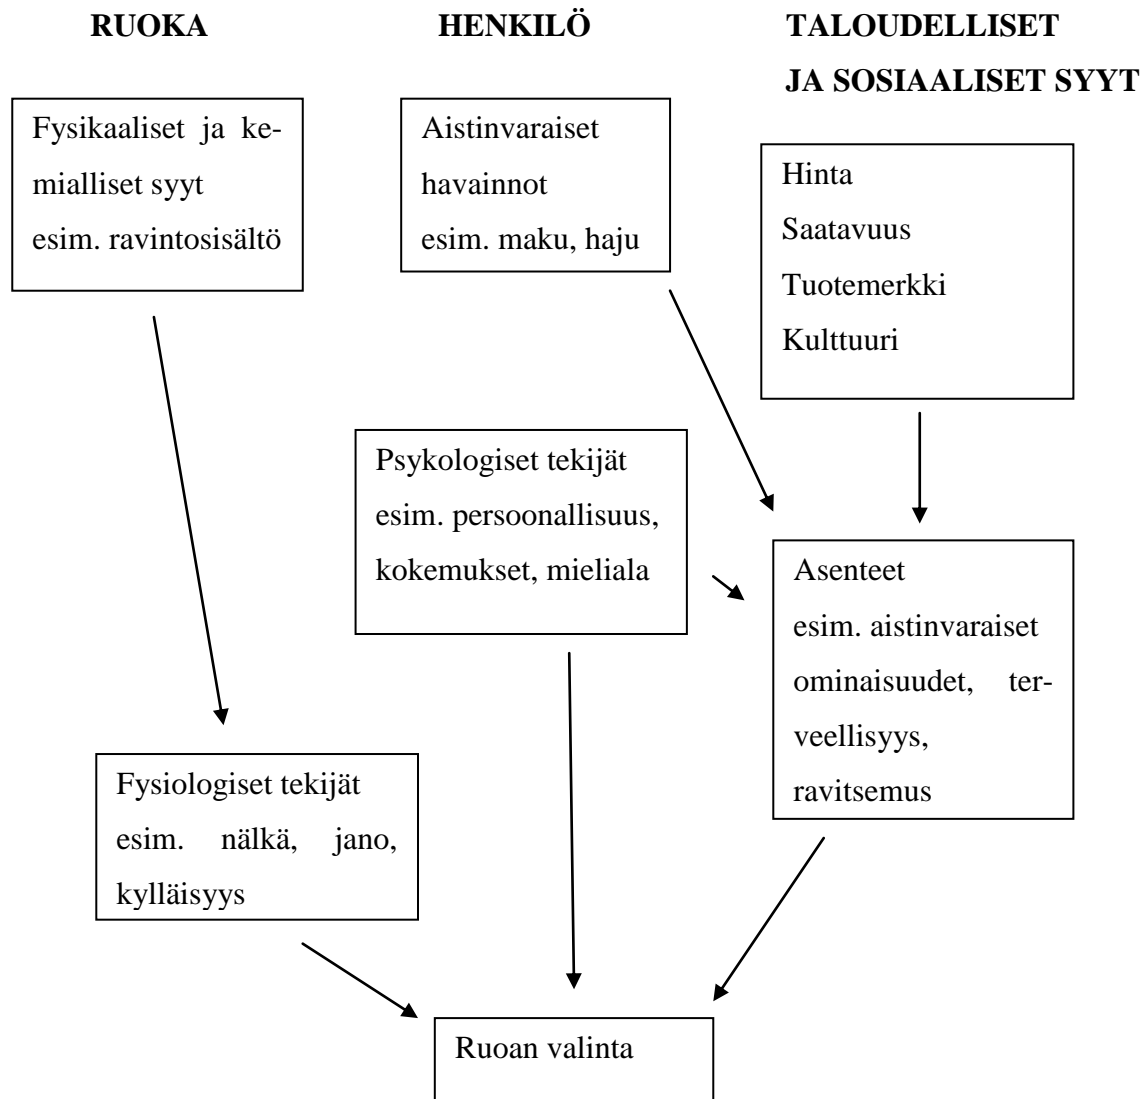 RUOKA
HENKILÖ
TALOUDELLISET
JA SOSIAALISET SYYT
Fysikaaliset ja ke-
mialliset syyt
esim. ravintosisältö
Aistinvaraiset
havainnot
esim. maku, haju
Hinta
Saatavuus
Tuotemerkki
Kulttuuri
Psykologiset tekijät
esim. persoonallisuus,
kokemukset, mieliala
Asenteet
esim. aistinvaraiset
ominaisuudet, ter-
veellisyys,
ravitsemus
Fysiologiset tekijät
esim. nälkä, jano,
kylläisyys
Ruoan valinta